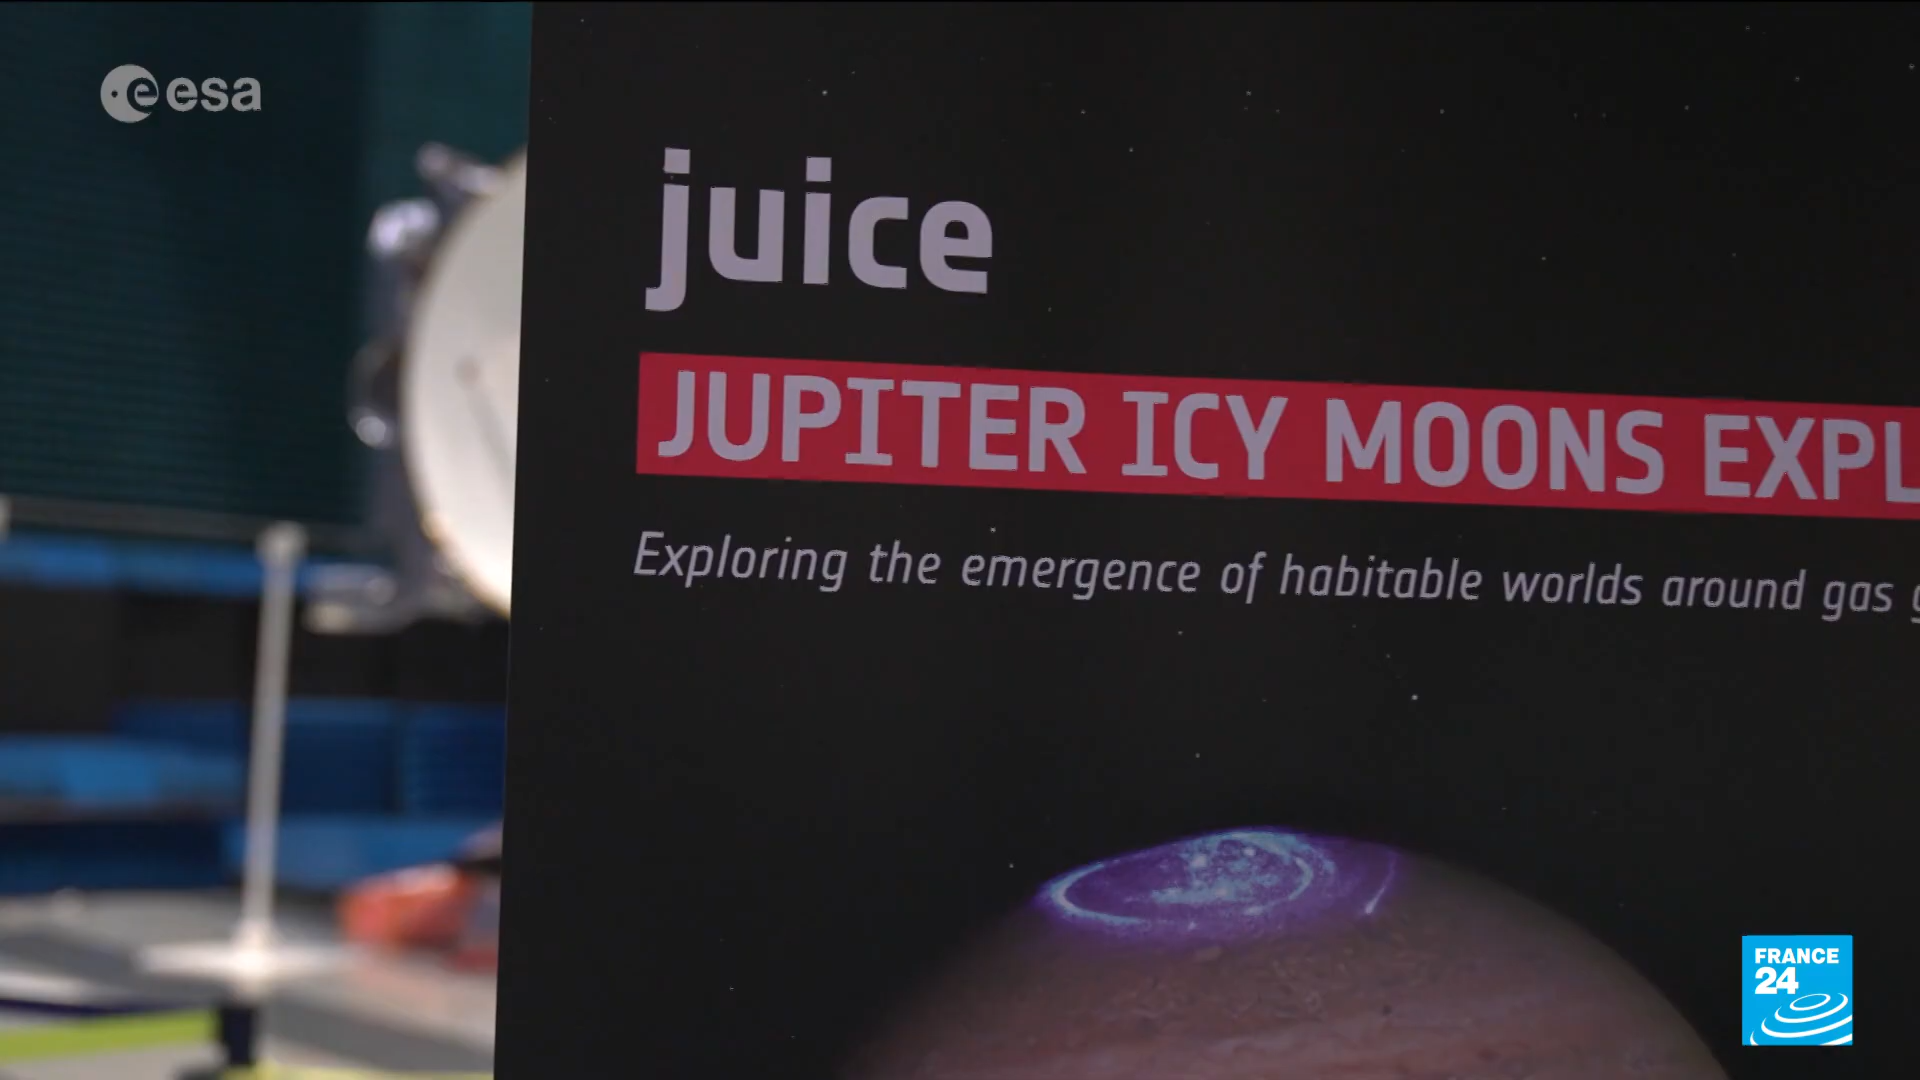 esa
juice
JUPITER ICY MOONS EXPL
Exploring the emergence of habitable worlds around gas g
FRANCE
24